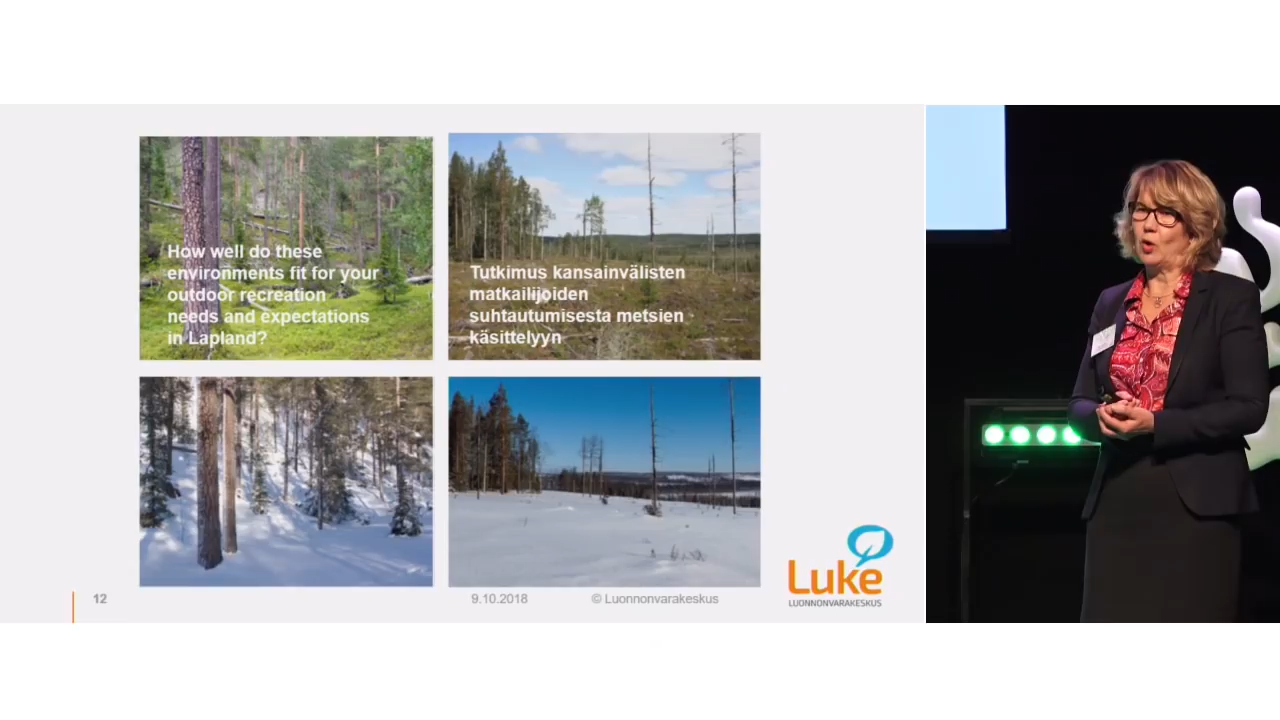 How well do these
environments fit for your
outdoor recreation
needs and expectations
in Lapland?
Tutkimus kansainvälisten
matkailijoiden
suhtautumisesta metsien
käsittelyyn
12
9.10.2018
© Luonnonvarakeskus
Luke
LUONNONVARAKESKUS